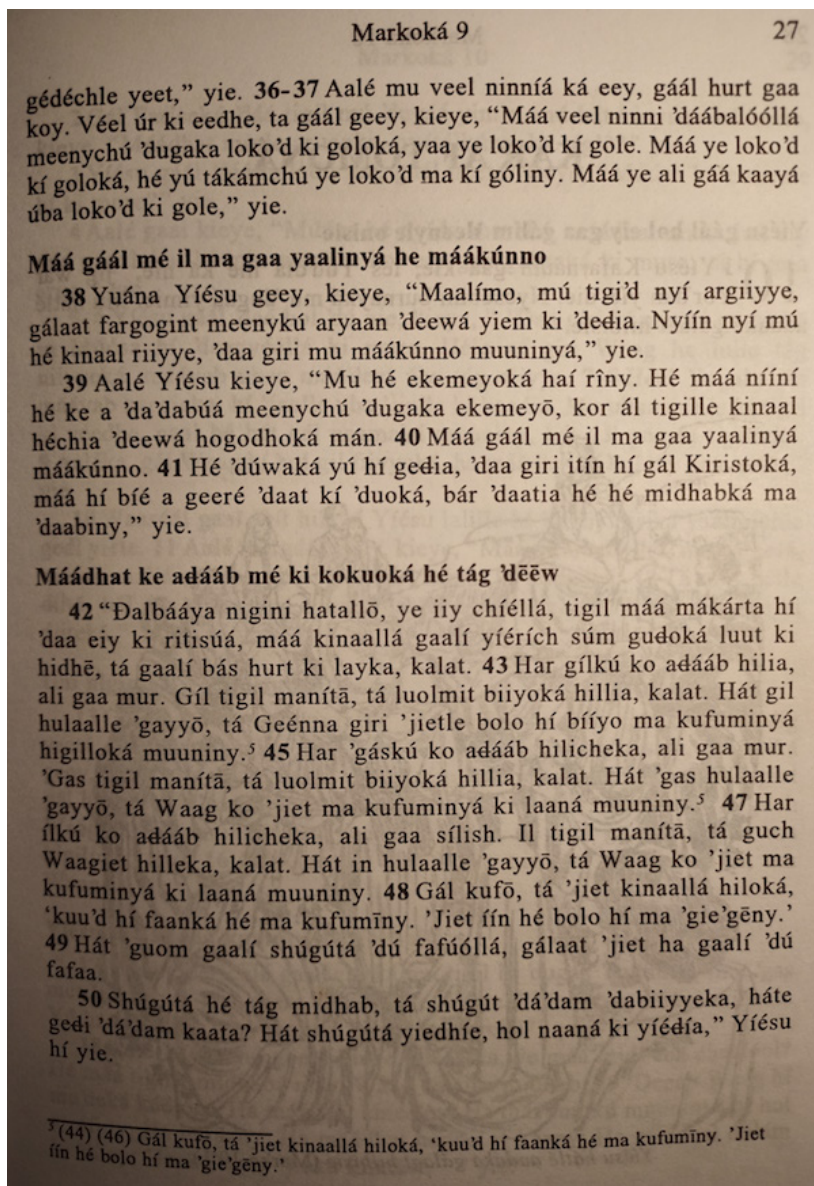 Markoká 9 27
gédéchle yeet,” yie. 36–37 Aalé mu veel ninníá ká eey, gáál hurt gaa
koy. Véel úr ki eedhe, ta gáál geey, kieye, “Máá veel ninni ’dáábalóóllá
meenychú ’dugaka loko’d ki goloká, yaa ye loko’d kí gole. Máá ye loko’d
kí goloká, hé yú tákámchú ye loko’d ma kí góliny. Máá ye ali gáá kaayá
úba loko’d ki gole,” yie.
Máá gáál mé il ma gaa yaalinyá he máákúnno
38 Yuána Yíésu geey, kieye, “Maalímo, mú tigi’d nyí argiiyye,
gálaat fargogint meenykú aryaan ’deewá yiem ki ’dedia. Nyíín nyí mú
hé kinaal riiyye, ’daa giri mu máákúnno muuninyá,” yie.
39 Aalé Yíésu kieye, “Mu hé ekemeyoká haí rîny. Hé máá nííní
hé ke a ’da’dabúá meenychú ’dugaka ekemeyō, kor ál tigille kinaal
héchia ’deewá hogodhoká mán. 40 Máá gáál mé il ma gaa yaalinyá
máákúnno. 41 Hé ’dúwaká yú hí geđia, ’daa giri itín hí gál Kiristoká,
máá hí bíé a geeré ’daat kí ’duoká, bár ’daatia hé hé midhabká ma
’daabiny,” yie.
Máádhat ke ađááb mé ki kokuoká hé tág ’dēēw
42 “Đalbááya nigini hatallō, ye iiy chíéllá, tigil máá mákárta hí
’daa eiy ki ritisúá, máá kinaallá gaalí yíérích súm guđoká luut ki
hidhē, tá gaalí bás hurt ki layka, kalat. 43 Har gílkú ko ađááb hilia,
ali gaa mur. Gíl tigil manítā, tá luolmit biiyoká hillia, kalat. Hát gil
hulaalle ’gayyō, tá Geénna giri ’jietle bolo hí bííyo ma kufuminyá
higilloká muuniny.⁵ 45 Har ’gáskú ko ađááb hilicheka, ali gaa mur.
’Gas tigil manítā, tá luolmit biiyoká hillia, kalat. Hát ’gas hulaalle
’gayyō, tá Waag ko ’jiet ma kufuminyá ki laaná muuniny.⁵ 47 Har
ílkú ko ađááb hilicheka, ali gaa sílish. Il tigil manítā, tá guch
Waagiet hilleka, kalat. Hát in hulaalle ’gayyō, tá Waag ko ’jiet ma
kufuminyá ki laaná muuniny. 48 Gál kufō, tá ’jiet kinaallá hiloká,
‘kuu’d hí faanká hé ma kufumīny. ’Jiet íín hé bolo hí ma ’gie’gēny.’
49 Hát ’guom gaalí shúgútá ’dú fafúóllá, gálaat ’jiet ha gaalí ’dú
fafaa.
50 Shúgútá hé tág midhab, tá shúgút ’dá’dam ’dabiiyyeka, háte
geđi ’dá’dam kaata? Hát shúgútá yiedhíe, hol naaná ki yíéđía,” Yíésu
hí yie.
⁵ (44) (46) Gál kufō, tá ’jiet kinaallá hiloká, ‘kuu’d hí faanká hé ma kufumīny. ’Jiet
íín hé bolo hí ma ’gie’gēny.’